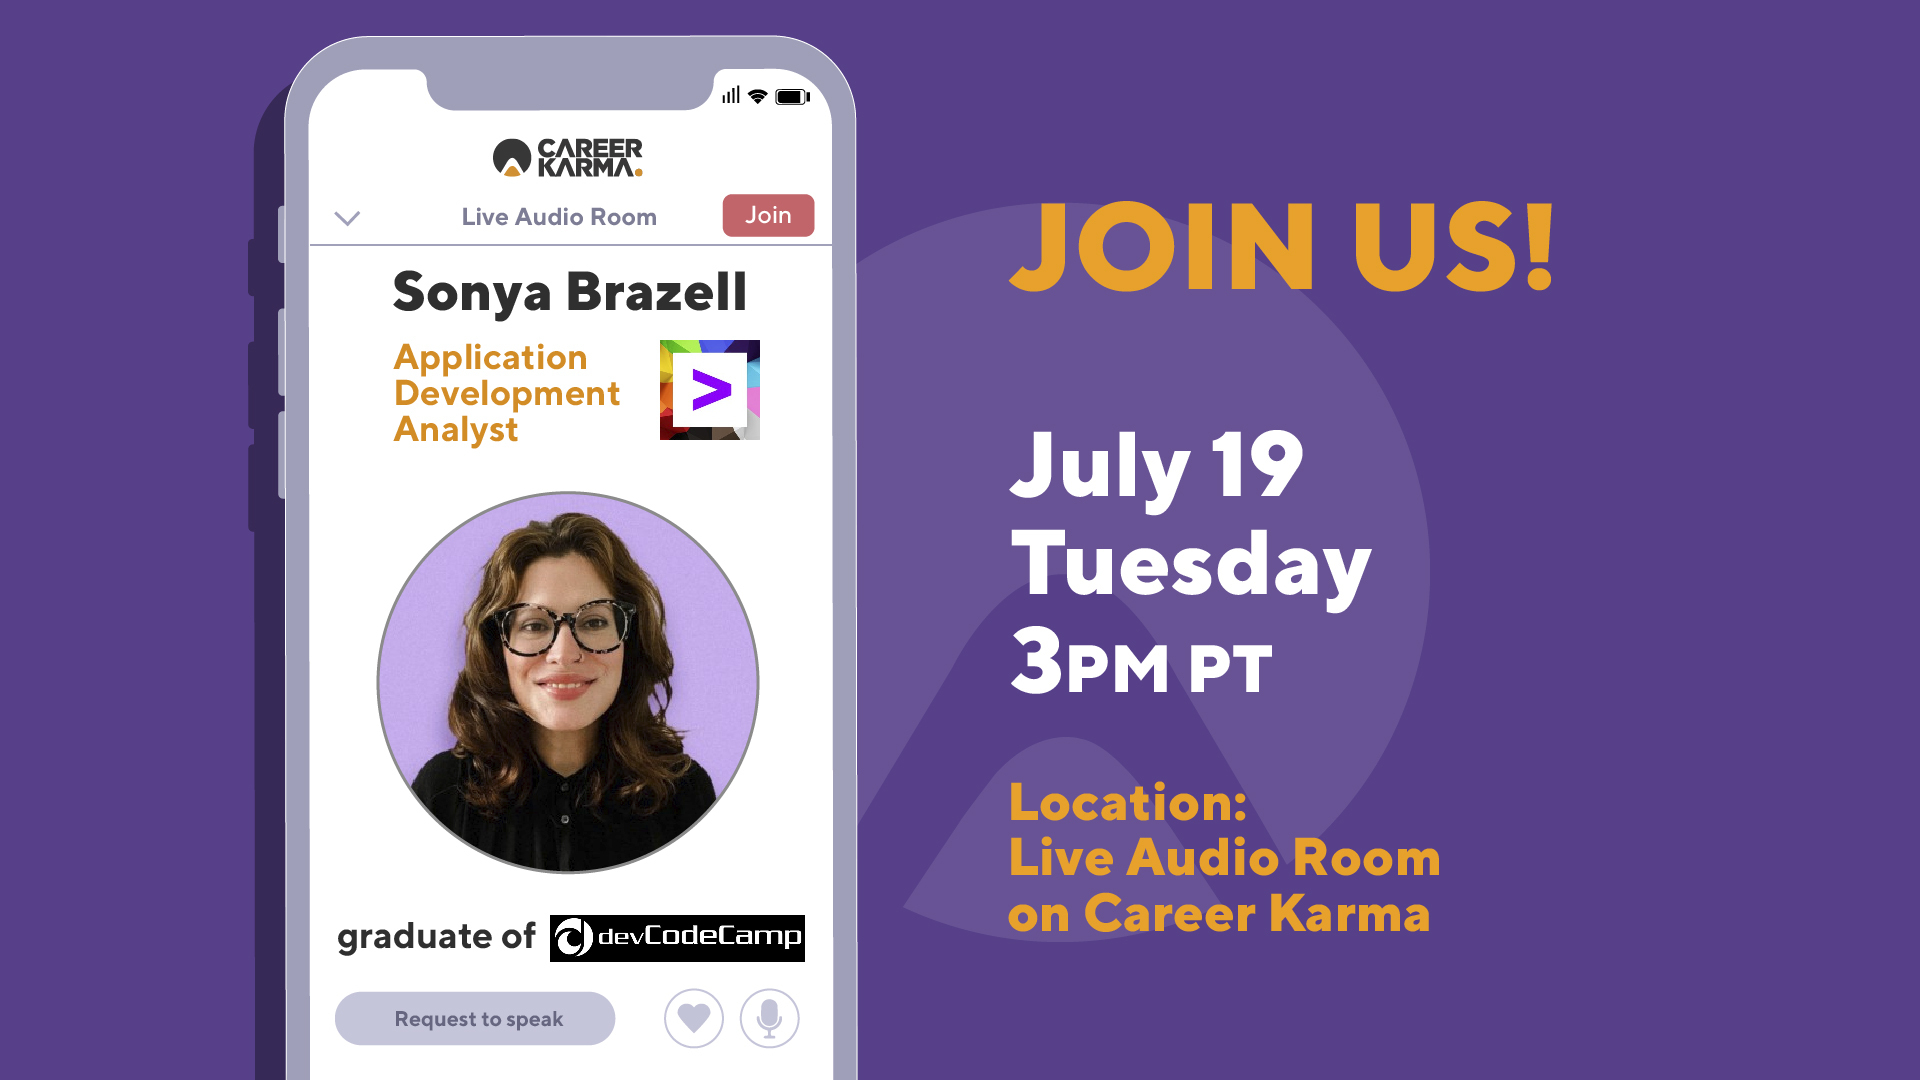 CAREER
KARMA.
Live Audio Room
Join
Sonya Brazell
Application
Development
Analyst
>
graduate of devCodeCamp
Request to speak
JOIN US!
July 19
Tuesday
3PM PT
Location:
Live Audio Room
on Career Karma